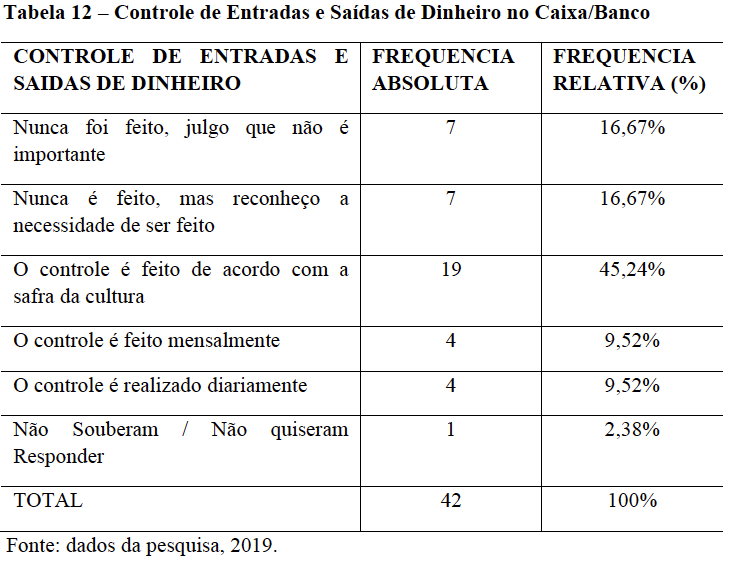 Tabela 12 – Controle de Entradas e Saídas de Dinheiro no Caixa/Banco
CONTROLE DE ENTRADAS E SAIDAS DE DINHEIRO | FREQUENCIA ABSOLUTA | FREQUENCIA RELATIVA (%)
Nunca foi feito, julgo que não é importante | 7 | 16,67%
Nunca é feito, mas reconheço a necessidade de ser feito | 7 | 16,67%
O controle é feito de acordo com a safra da cultura | 19 | 45,24%
O controle é feito mensalmente | 4 | 9,52%
O controle é realizado diariamente | 4 | 9,52%
Não Souberam / Não quiseram Responder | 1 | 2,38%
TOTAL | 42 | 100%
Fonte: dados da pesquisa, 2019.